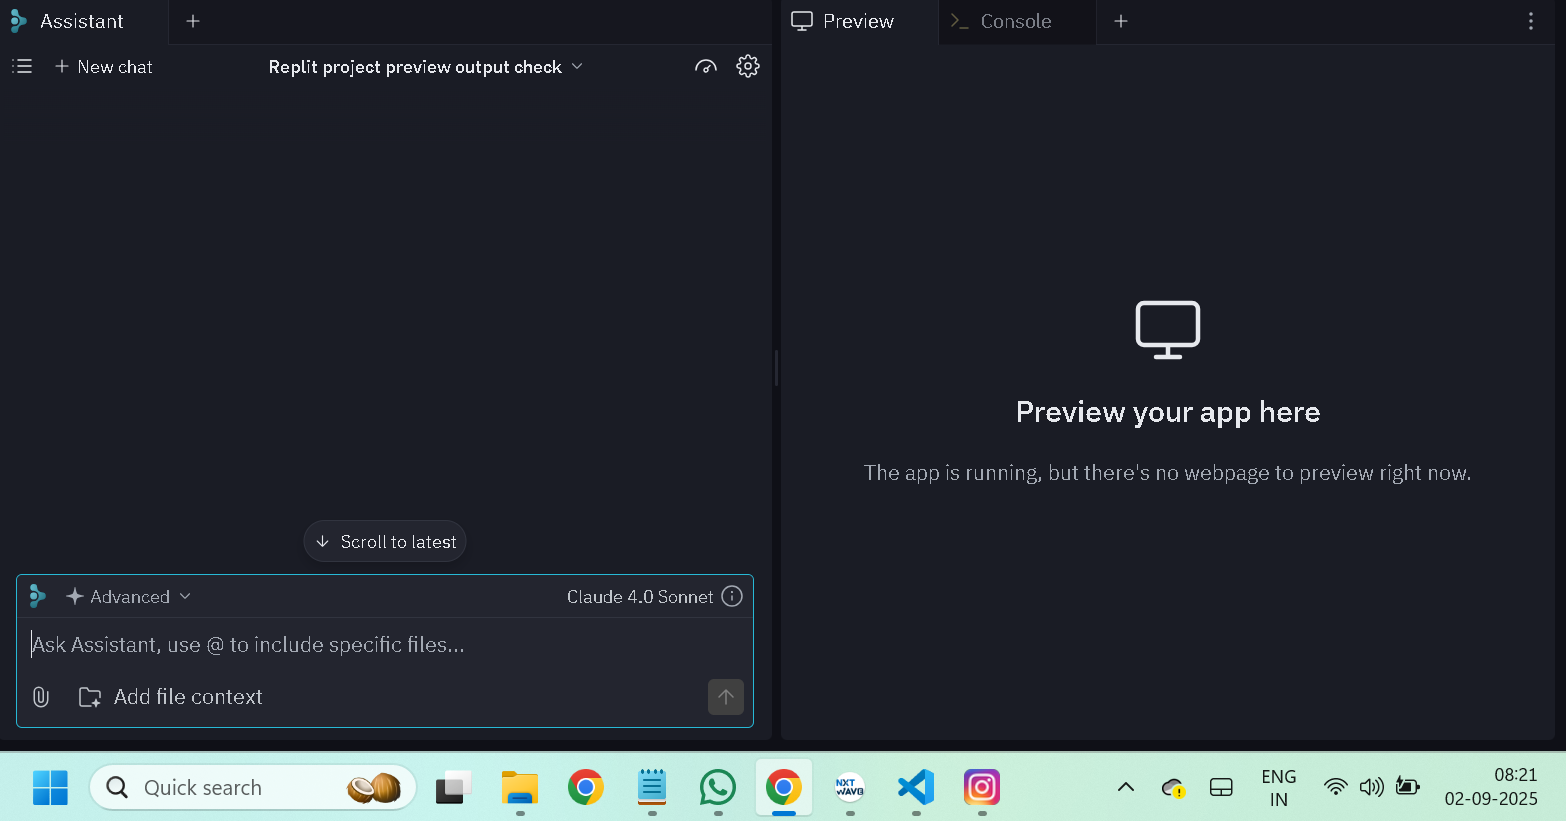 Assistant
Preview
Console
New chat
Replit project preview output check
Preview your app here
The app is running, but there's no webpage to preview right now.
Scroll to latest
Advanced
Claude 4.0 Sonnet
Ask Assistant, use @ to include specific files...
Add file context
Quick search
NXT
WAVE
ENG
IN
08:21
02-09-2025